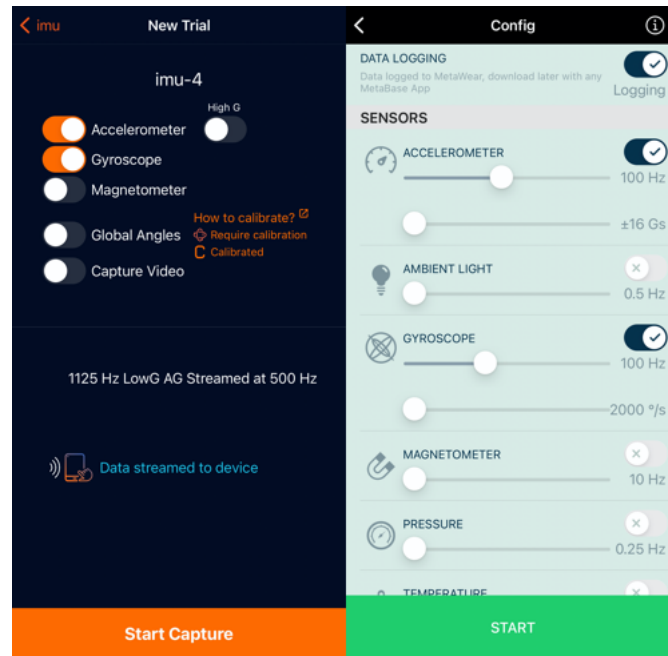 imu
New Trial
imu-4
High G
Accelerometer
Gyroscope
Magnetometer
How to calibrate?
Global Angles
Require calibration
Calibrated
Capture Video
1125 Hz LowG AG Streamed at 500 Hz
Data streamed to device
Start Capture
Config
DATA LOGGING
Data logged to MetaWear, download later with any
MetaBase App
Logging
SENSORS
ACCELEROMETER
100 Hz
±16 Gs
AMBIENT LIGHT
0.5 Hz
GYROSCOPE
100 Hz
2000 °/s
MAGNETOMETER
10 Hz
PRESSURE
0.25 Hz
TEMPERATURE
START